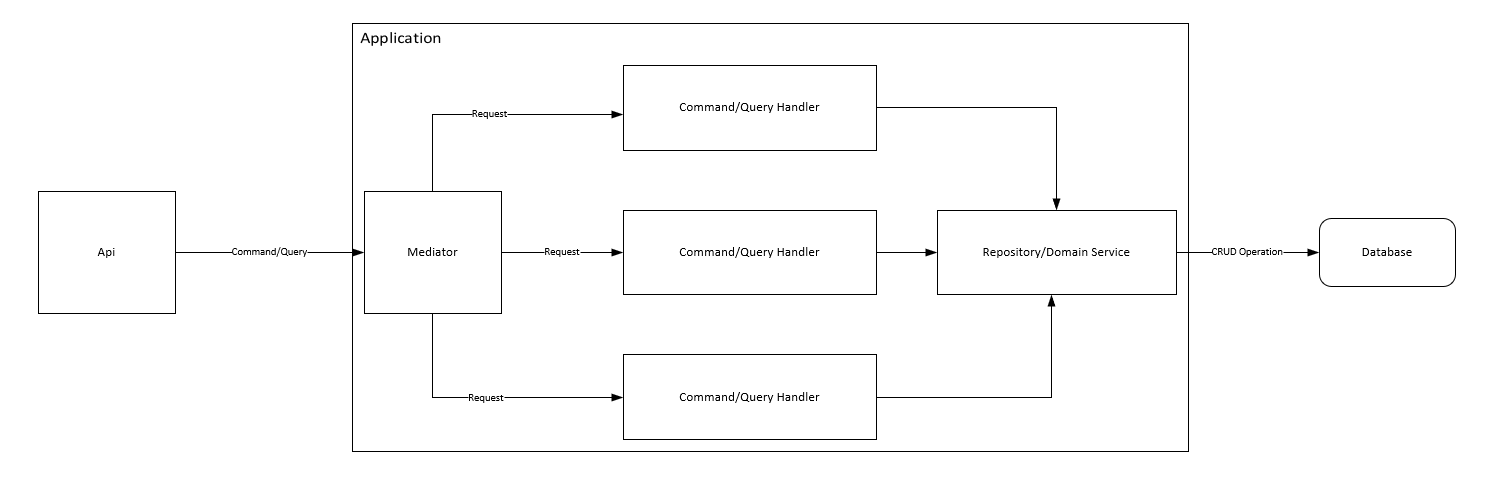 Application
Command/Query Handler
Request
Api
Command/Query
Mediator
Request
Command/Query Handler
Repository/Domain Service
CRUD Operation
Database
Request
Command/Query Handler